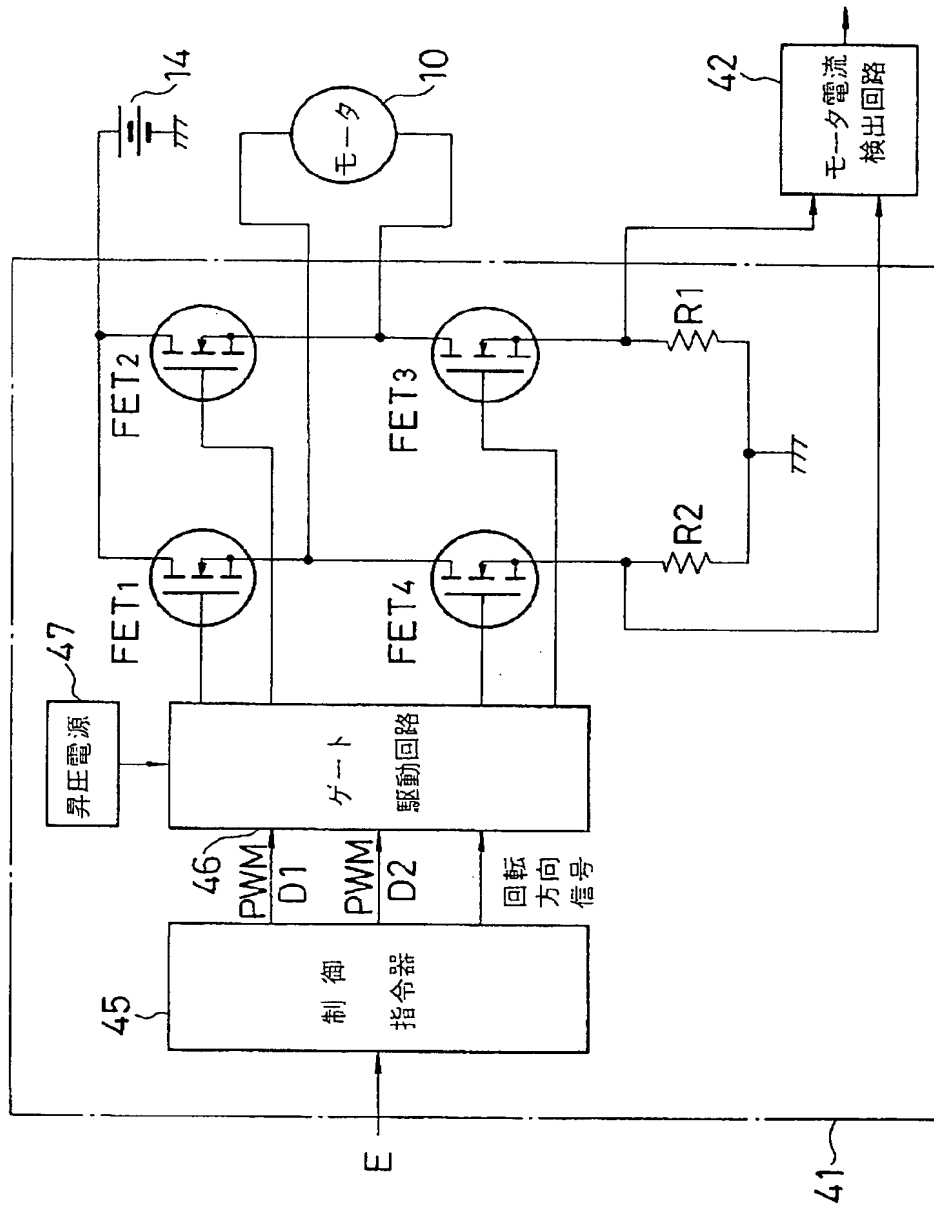 47
昇圧電源
14
FET1
FET2
10
モータ
45
制御
指令器
46
PWM
D1
PWM
D2
回転
方向
信号
ゲート
駆動回路
E
FET4
FET3
R2
R1
42
モータ電流
検出回路
41